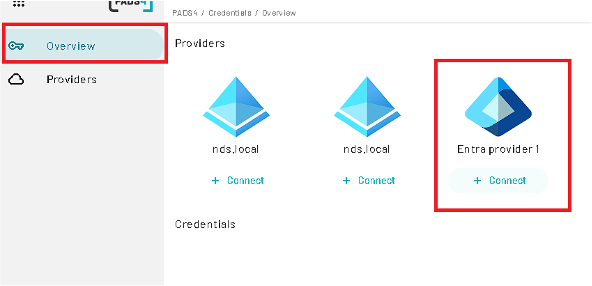 PADS4
PADS4 / Credentials / Overview
Overview
Providers
Providers
nds.local
nds.local
Entra provider 1
+ Connect
+ Connect
+ Connect
Credentials